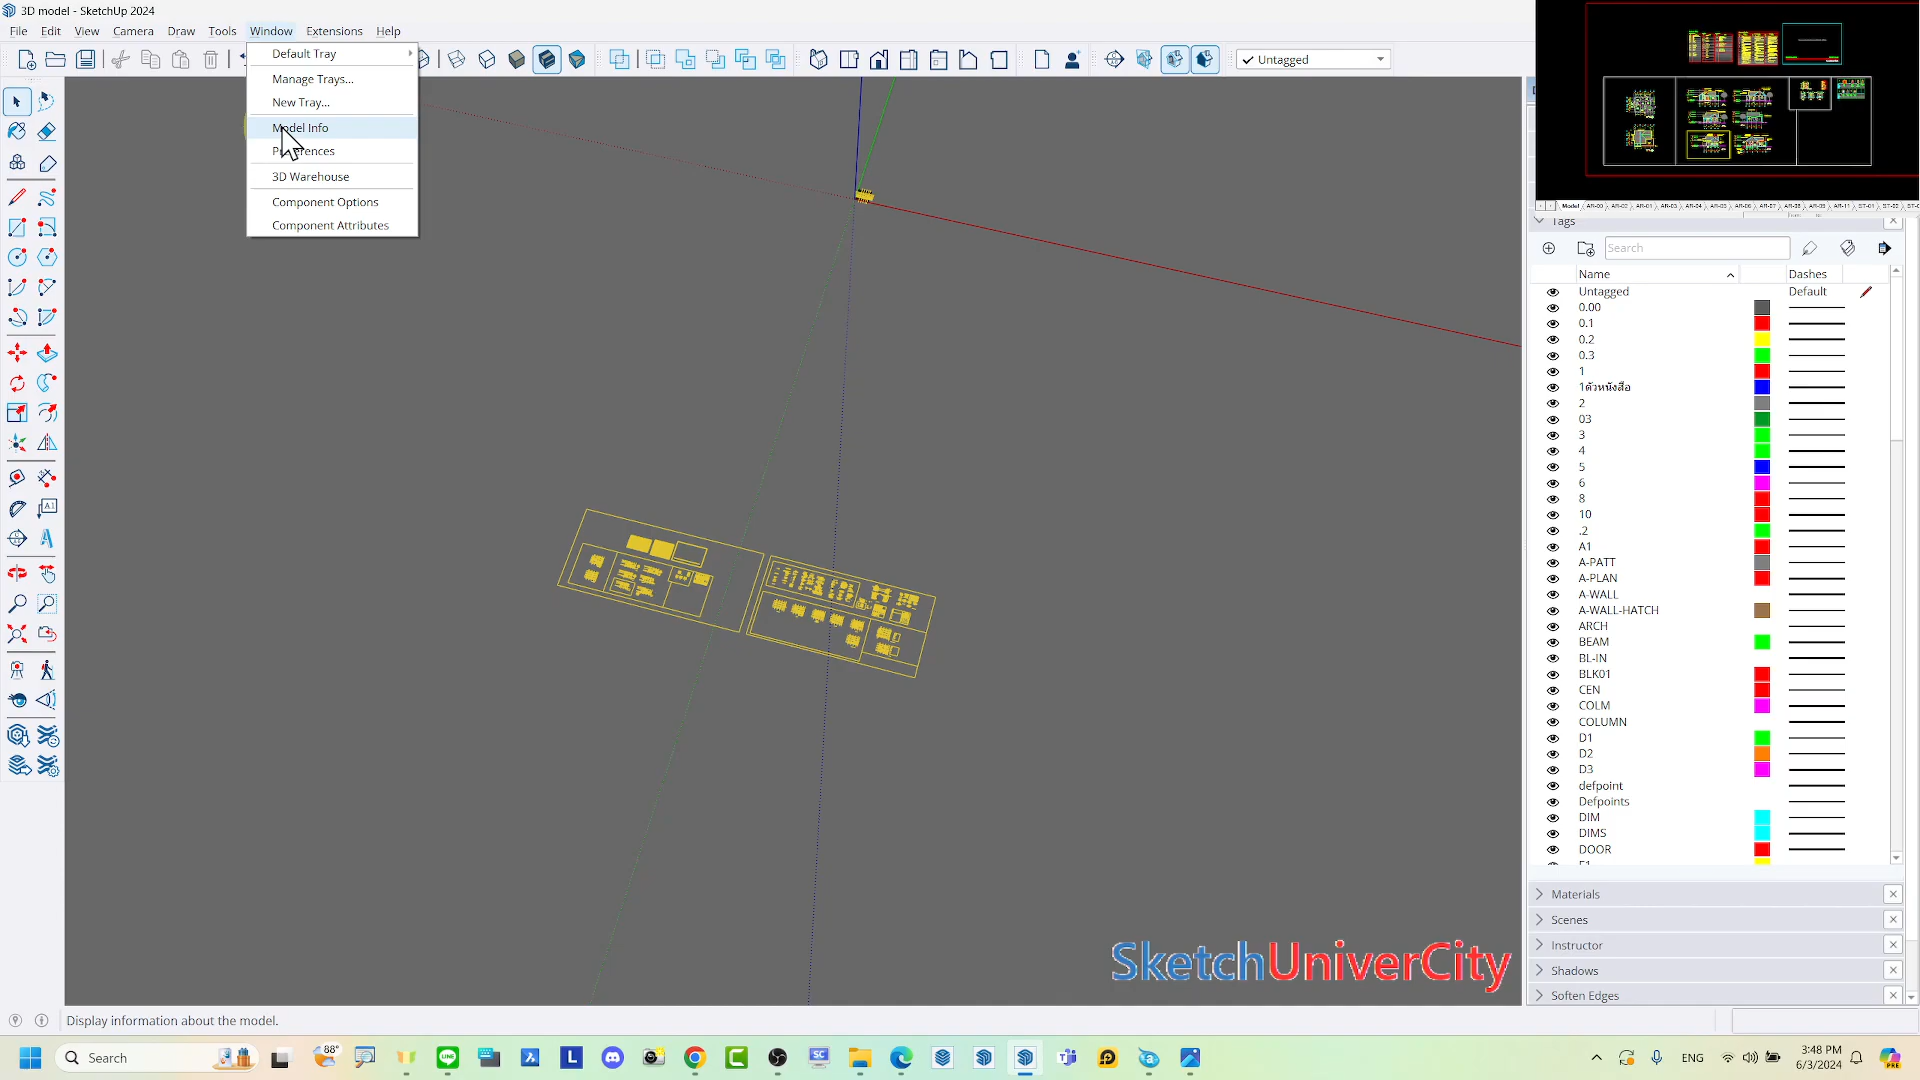 3D model - SketchUp 2024
File Edit View Camera Draw Tools Window Extensions Help
Default Tray
Manage Trays...
New Tray...
Model Info
Preferences
3D Warehouse
Component Options
Component Attributes
Untagged
Tags
Search
Name Dashes
Untagged Default
0.00
0.1
0.2
0.3
1
1ตัวหนังสือ
2
03
3
4
5
6
8
10
.2
A1
A-PATT
A-PLAN
A-WALL
A-WALL-HATCH
ARCH
BEAM
BL-IN
BLK01
CEN
COLM
COLUMN
D1
D2
D3
defpoint
Defpoints
DIM
DIMS
DOOR
Materials
Scenes
Instructor
Shadows
Soften Edges
SketchUniverCity
Display information about the model.
Search
88°
ENG
3:48 PM
6/3/2024